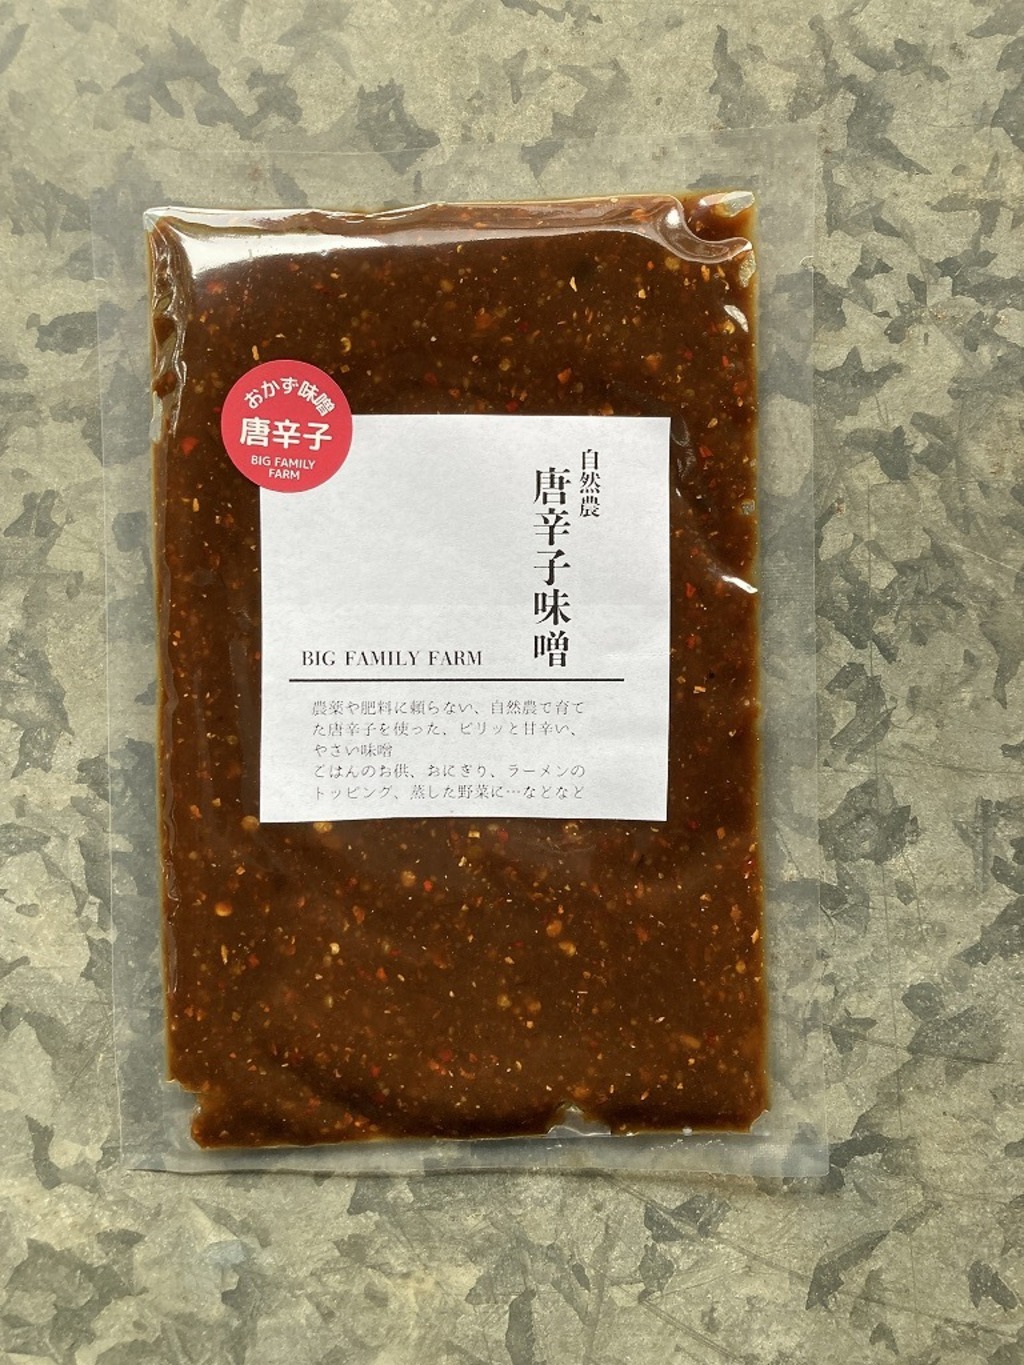 おかず味噌
唐辛子
BIG FAMILY
FARM
自然農
唐辛子味噌
BIG FAMILY FARM
農薬や肥料に頼らない、自然農で育て
た唐辛子を使った、ピリッと甘辛い、
やさい味噌
ごはんのお供、おにぎり、ラーメンの
トッピング、蒸した野菜に…などなど